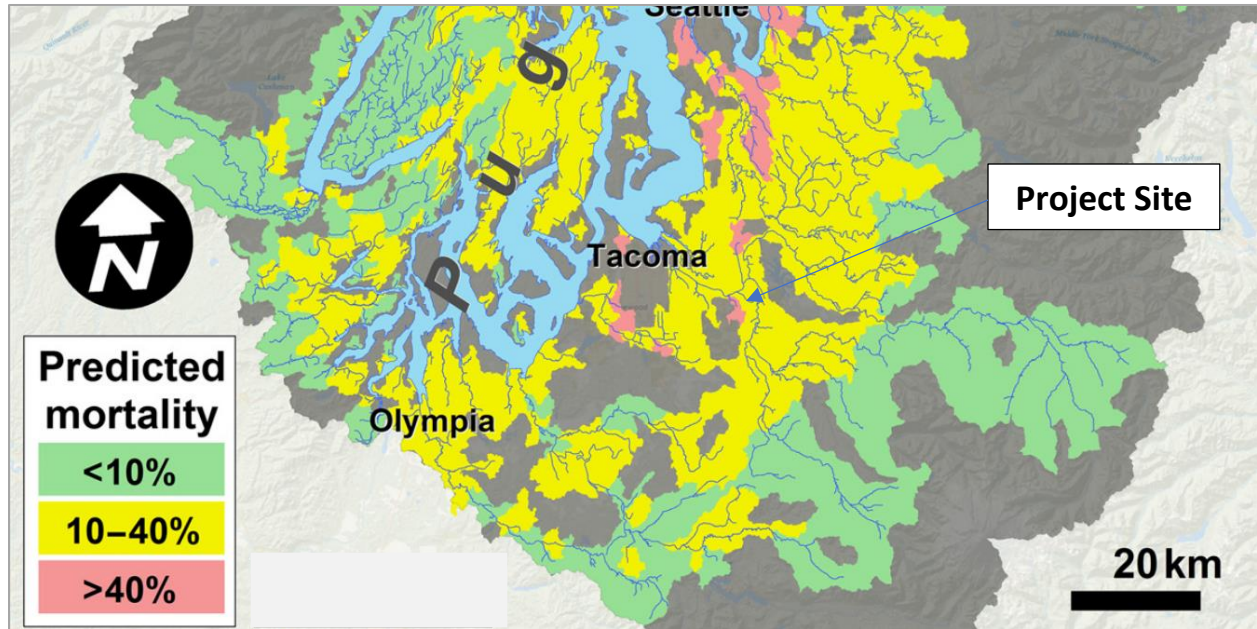 Seattle
g
u
P
Project Site
Tacoma
Olympia
N
Predicted
mortality
<10%
10–40%
>40%
20 km